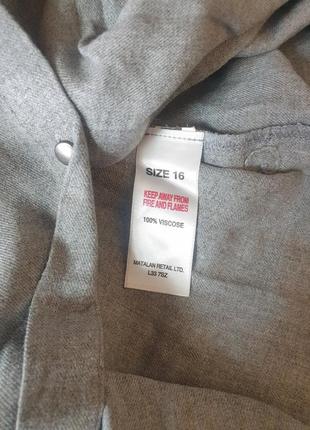 SIZE 16
KEEP AWAY FROM
FIRE AND FLAMES
100% VISCOSE
MATALAN RETAIL LTD.
L33 7SZ